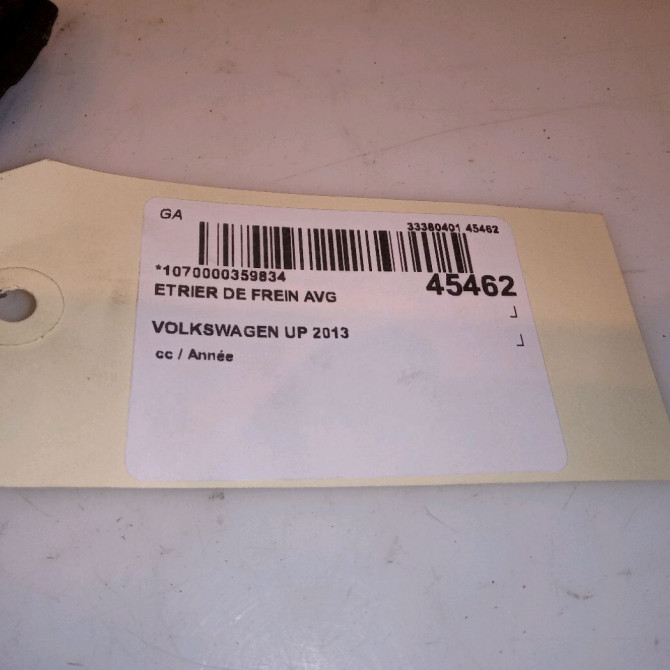 GA
33380401 45462
*1070000359834
45462
ETRIER DE FREIN AVG
VOLKSWAGEN UP 2013
cc / Année